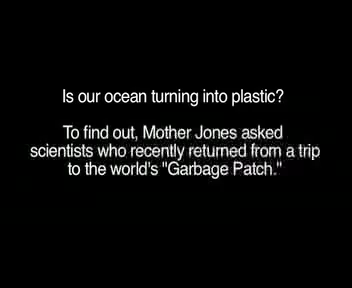 Is our ocean turning into plastic?
To find out, Mother Jones asked
scientists who recently returned from a trip
to the world's "Garbage Patch."